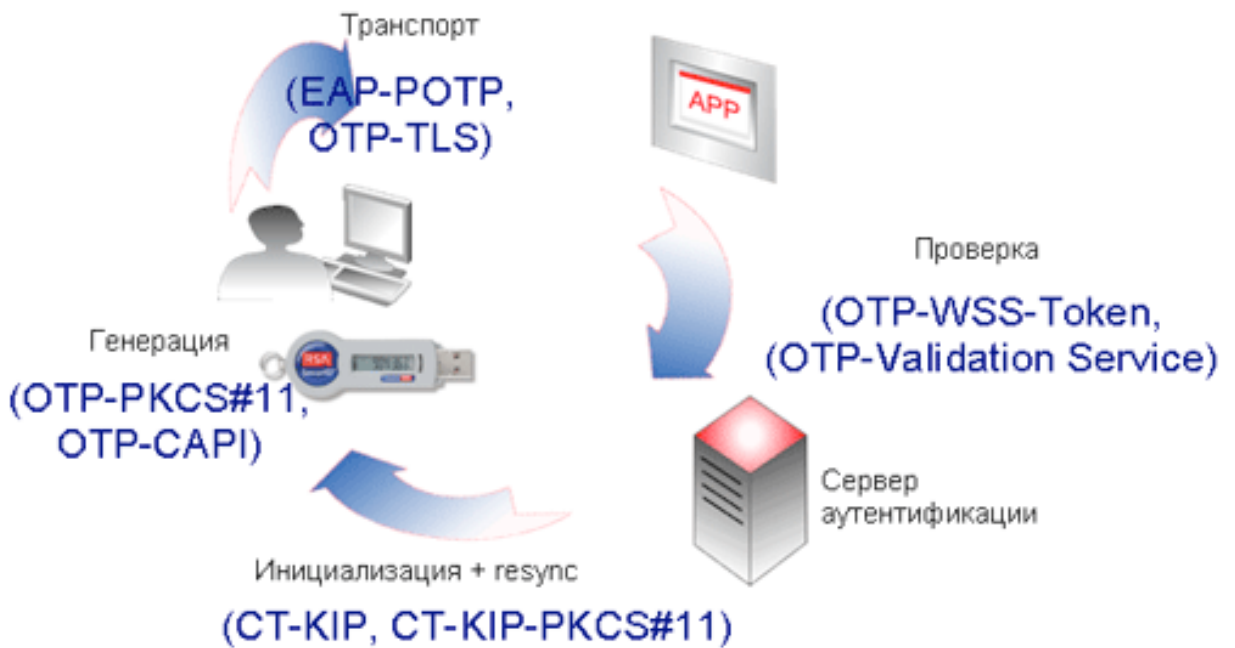 Транспорт
(EAP-POTP,
OTP-TLS)
APP
Проверка
(OTP-WSS-Token,
(OTP-Validation Service)
Генерация
(OTP-PKCS#11,
OTP-CAPI)
RSA
Сервер
аутентификации
Инициализация + resync
(CT-KIP, CT-KIP-PKCS#11)